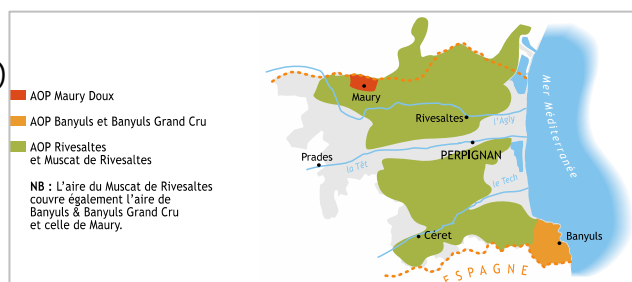 AOP Maury Doux
AOP Banyuls et Banyuls Grand Cru
AOP Rivesaltes
et Muscat de Rivesaltes
NB : L'aire du Muscat de Rivesaltes
couvre également l'aire de
Banyuls & Banyuls Grand Cru
et celle de Maury.
Maury
Rivesaltes
l'Agly
Mer Méditerranée
PERPIGNAN
Prades
la Têt
le Tech
Céret
Banyuls
ESPAGNE